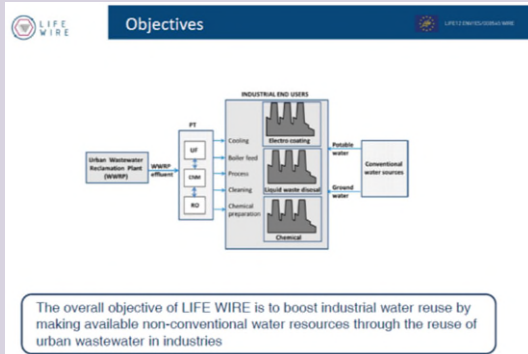 LIFE
WIRE
Objectives
INDUSTRIAL END USERS
PT
Urban Wastewater
Reclamation Plant
(WWRP)
WWRP
effluent
UF
RO
Cooling
Boiler feed
Process
Cleaning
Chemical
preparation
Electro-coating
Liquid waste disosal
Chemical
Potable
water
Ground
water
Conventional
water sources
The overall objective of LIFE WIRE is to boost industrial water reuse by
making available non-conventional water resources through the reuse of
urban wastewater in industries